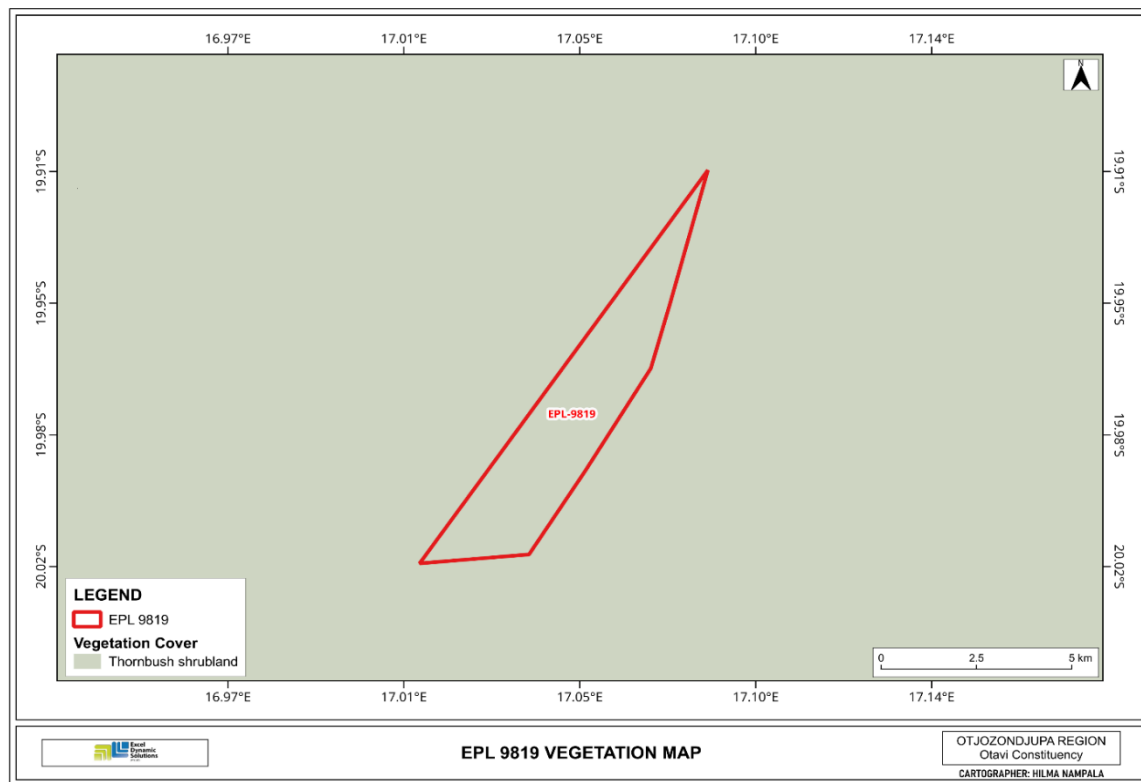 16.97°E 17.01°E 17.05°E 17.10°E 17.14°E
N
19.91°S 19.91°S
19.95°S 19.95°S
19.98°S 19.98°S
20.02°S 20.02°S
EPL-9819
LEGEND
EPL 9819
Vegetation Cover
Thornbush shrubland
0 2.5 5 km
16.97°E 17.01°E 17.05°E 17.10°E 17.14°E
Excel
Dynamic
Solutions
EPL 9819 VEGETATION MAP
OTJOZONDJUPA REGION
Otavi Constituency
CARTOGRAPHER: HILMA NAMPALA